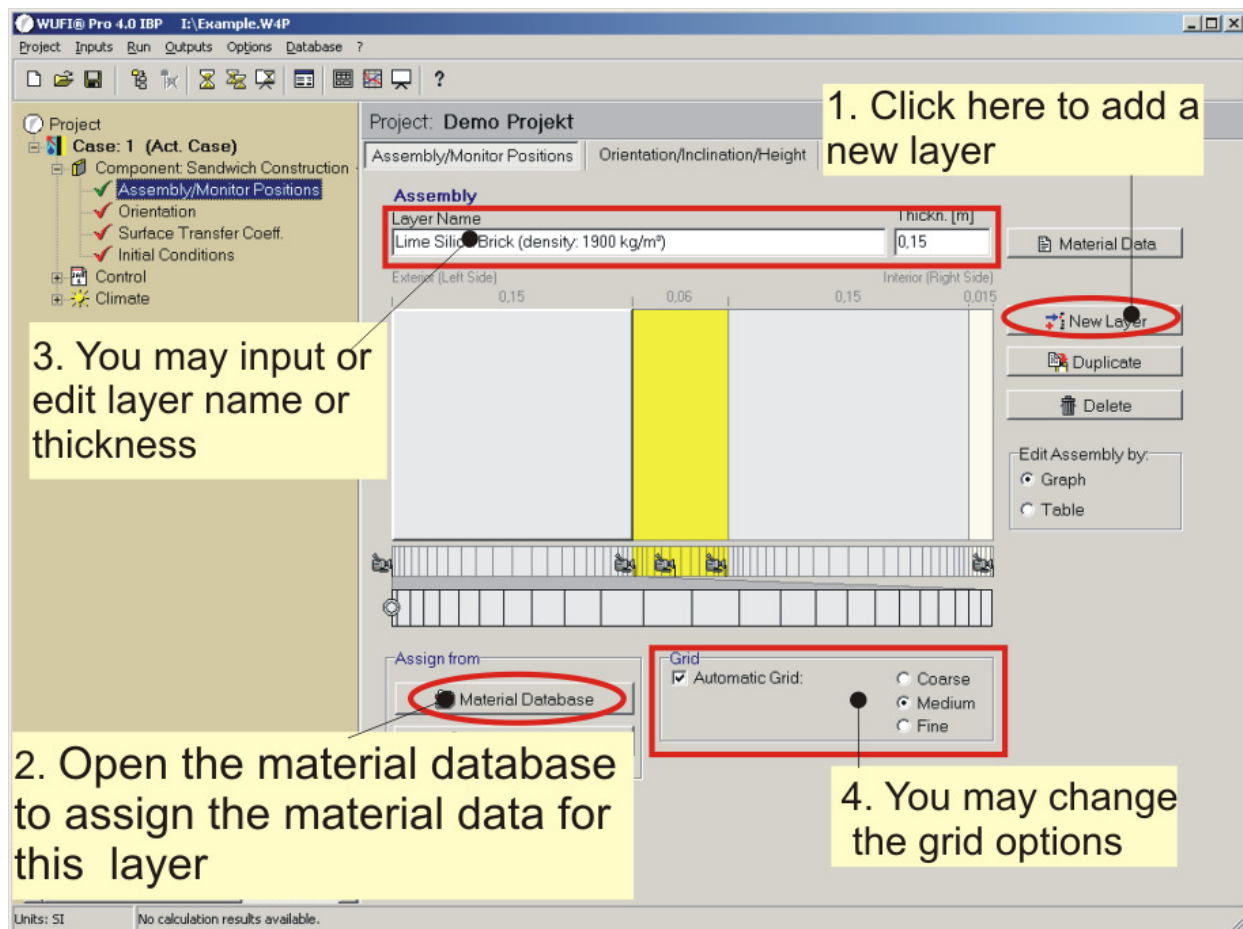 WUFI® Pro 4.0 IBP I:\Example.W4P
Project Inputs Run Outputs Options Database ?
?
Project
Case: 1 (Act. Case)
Component: Sandwich Construction
Assembly/Monitor Positions
Orientation
Surface Transfer Coeff.
Initial Conditions
Control
Climate
Project: Demo Projekt
Assembly/Monitor Positions
Orientation/Inclination/Height
1. Click here to add a
new layer
Assembly
Layer Name
Thickn. [m]
Lime Silica Brick (density: 1900 kg/m³)
0,15
Material Data
Exterior (Left Side)
Interior (Right Side)
0,15 0,06 0,15 0,015
New Layer
Duplicate
Delete
Edit Assembly by:
Graph
Table
3. You may input or
edit layer name or
thickness
Assign from
Material Database
Grid
Automatic Grid:
Coarse
Medium
Fine
2. Open the material database
to assign the material data for
this layer
4. You may change
the grid options
Units: SI
No calculation results available.